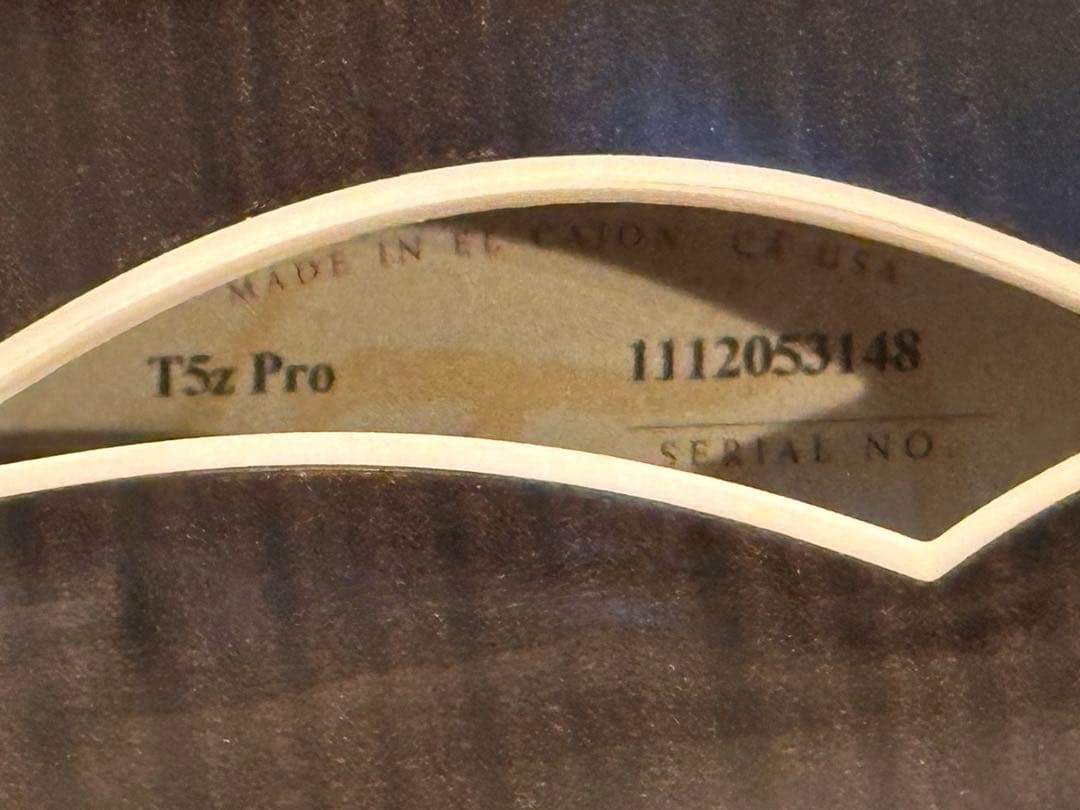 MADE IN EL CAJON CA USA
T5z Pro 1112053148
SERIAL NO.